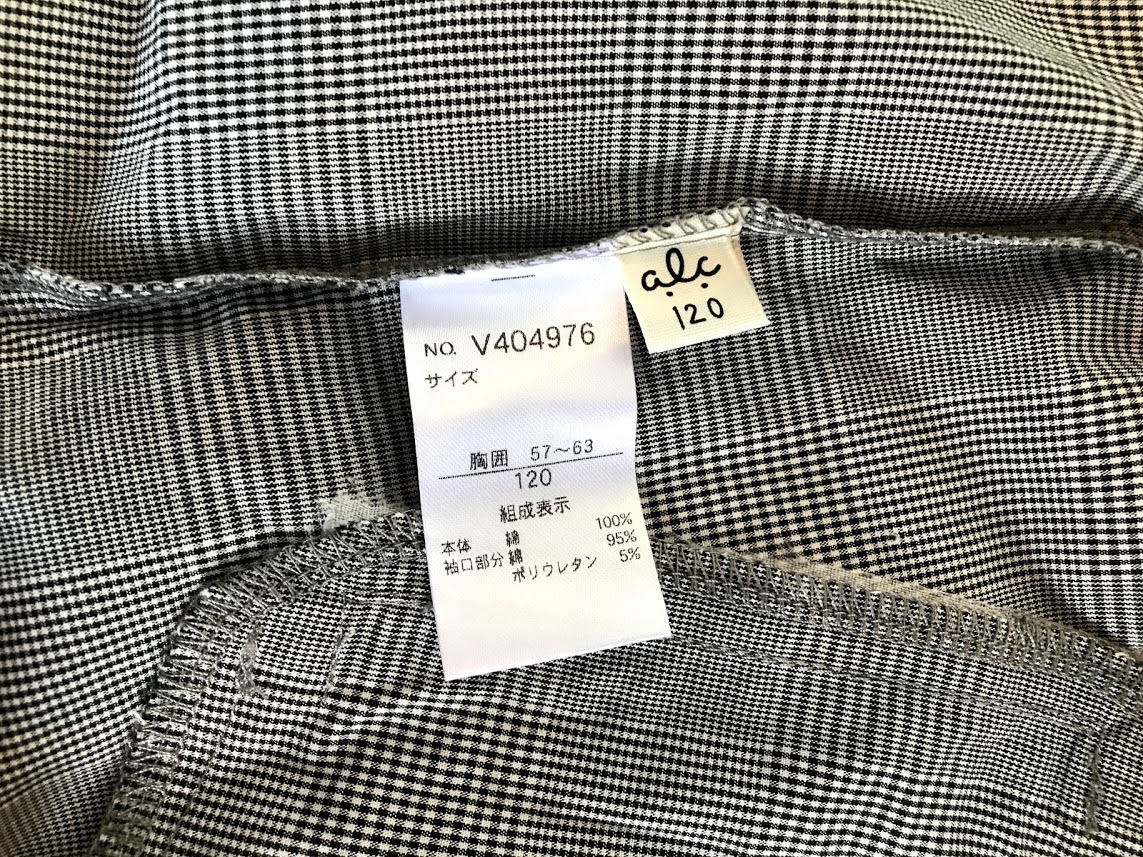 a.l.c
120
NO. V404976
サイズ
胸囲 57～63
120
組成表示
本体 綿 100%
袖口部分 綿 95%
ポリウレタン 5%